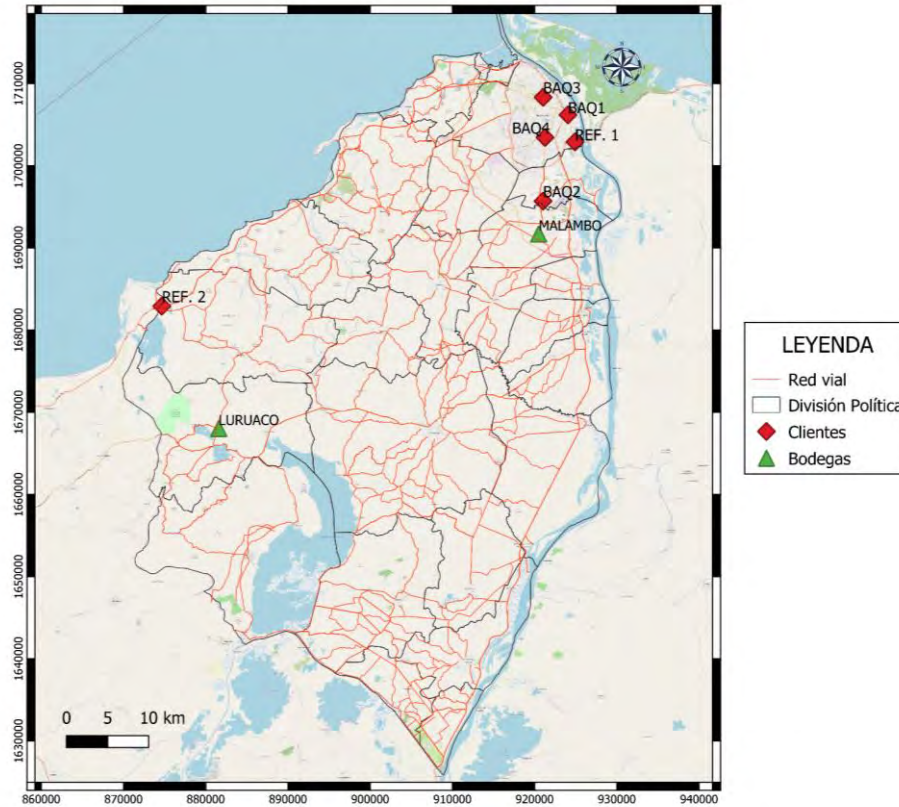 1710000
1700000
1690000
1680000
1670000
1660000
1650000
1640000
1630000
BAQ3
BAQ1
BAQ4
REF. 1
BAQ2
MALAMBO
REF. 2
LURUACO
0 5 10 km
860000 870000 880000 890000 900000 910000 920000 930000 940000
LEYENDA
Red vial
División Política
Clientes
Bodegas